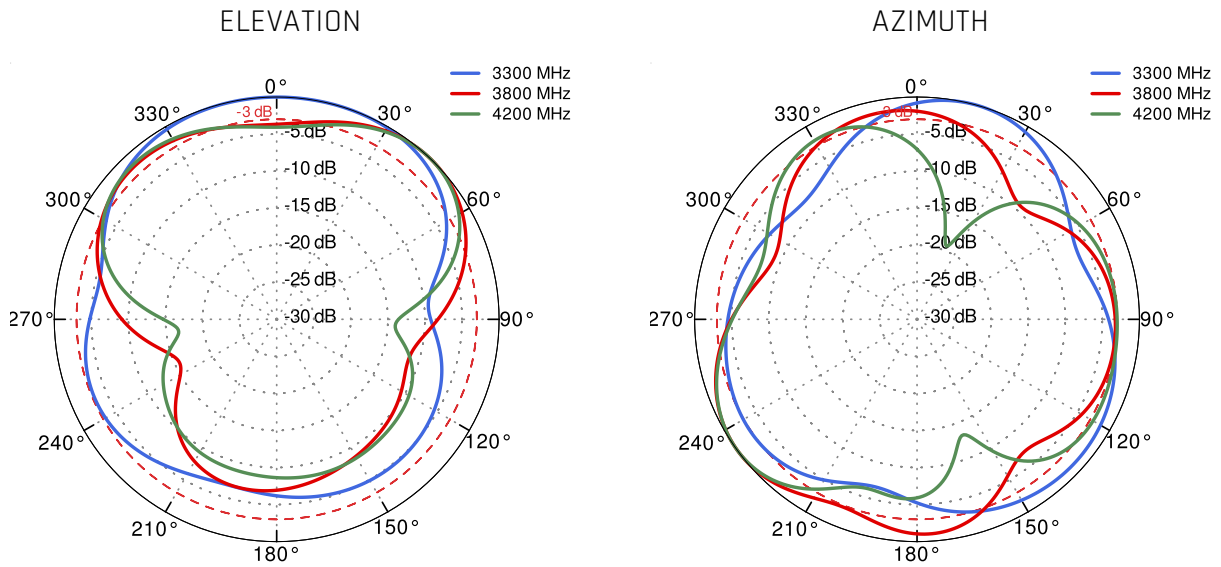 ELEVATION
3300 MHz
3800 MHz
4200 MHz
0°
330°
-3 dB
30°
-5 dB
-10 dB
300°
60°
-15 dB
-20 dB
-25 dB
270°
-30 dB
90°
240°
120°
210°
150°
180°
AZIMUTH
3300 MHz
3800 MHz
4200 MHz
0°
330°
-3 dB
30°
-5 dB
-10 dB
300°
60°
-15 dB
-20 dB
-25 dB
270°
-30 dB
90°
240°
120°
210°
150°
180°